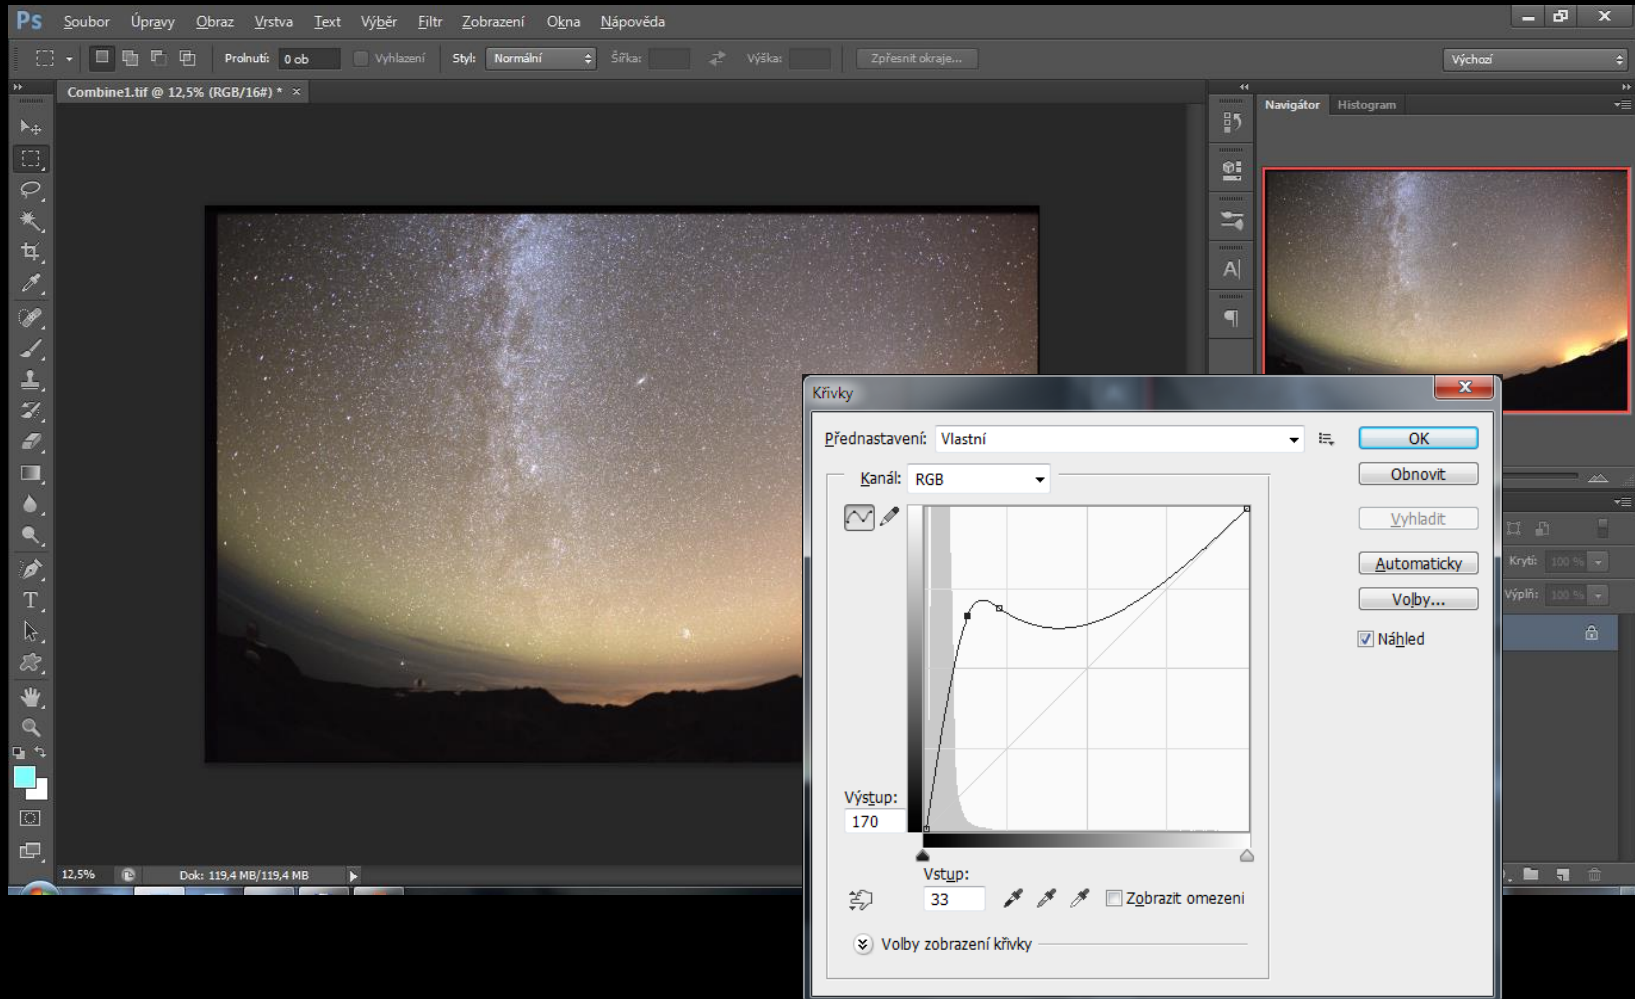 Ps Soubor Úpravy Obraz Vrstva Text Výběr Filtr Zobrazení Okna Nápověda
Prolnutí: 0 ob Vyhlazení Styl: Normální Šířka: Výška: Zpřesnit okraje... Výchozí
Combine1.tif @ 12,5% (RGB/16#) * ×
Navigátor Histogram
Křivky
Přednastavení: Vlastní
OK
Kanál: RGB
Obnovit
Vyhladit
Automaticky
Krytí: 100 %
Volby...
Výplň: 100 %
Náhled
Výstup:
170
12,5% Dok: 119,4 MB/119,4 MB
Vstup:
33
Zobrazit omezení
Volby zobrazení křivky